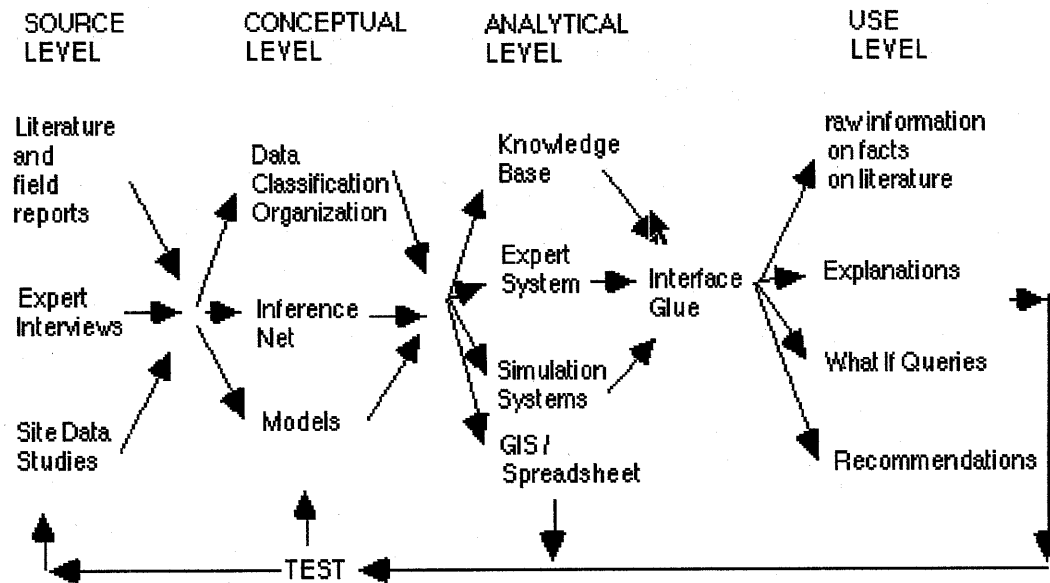 SOURCE
LEVEL
CONCEPTUAL
LEVEL
ANALYTICAL
LEVEL
USE
LEVEL
Literature
and
field
reports
Expert
Interviews
Site Data
Studies
Data
Classification
Organization
Inference
Net
Models
Knowledge
Base
Expert
System
Simulation
Systems
GIS /
Spreadsheet
Interface
Glue
raw information
on facts
on literature
Explanations
What If Queries
Recommendations
TEST